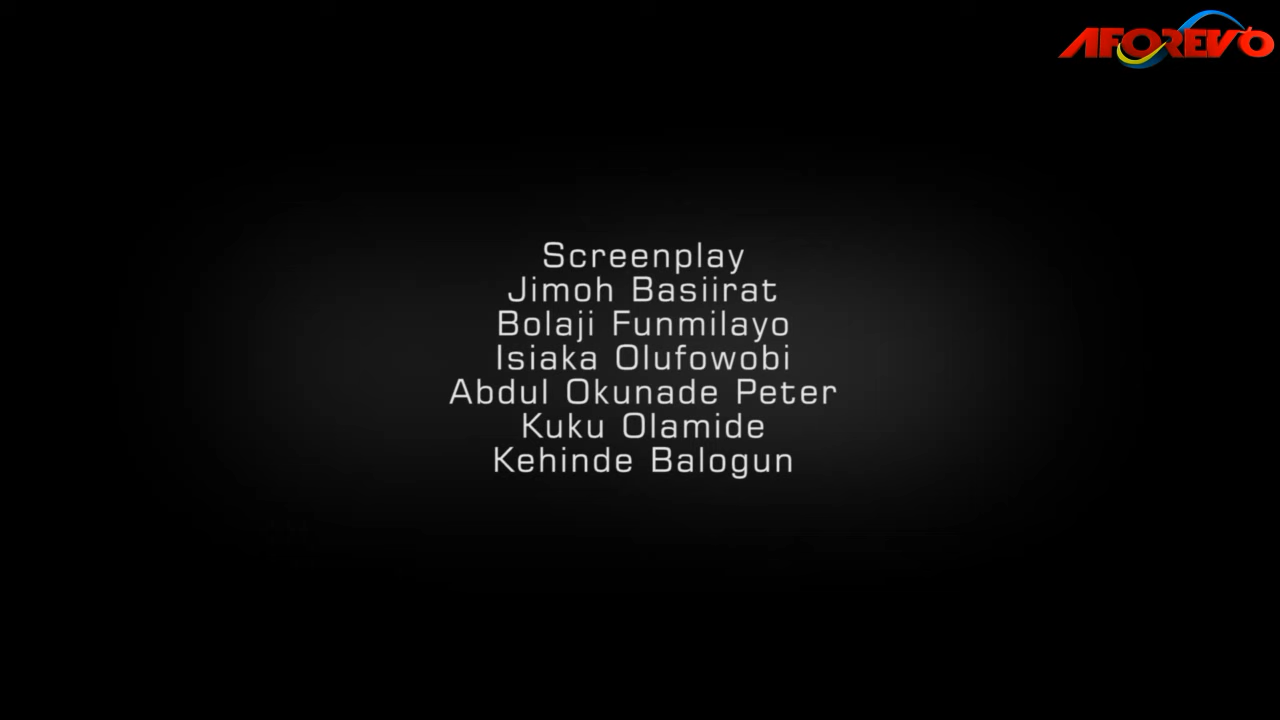 AFOREVO
Screenplay
Jimoh Basiirat
Bolaji Funmilayo
Isiaka Olufowobi
Abdul Okunade Peter
Kuku Olamide
Kehinde Balogun